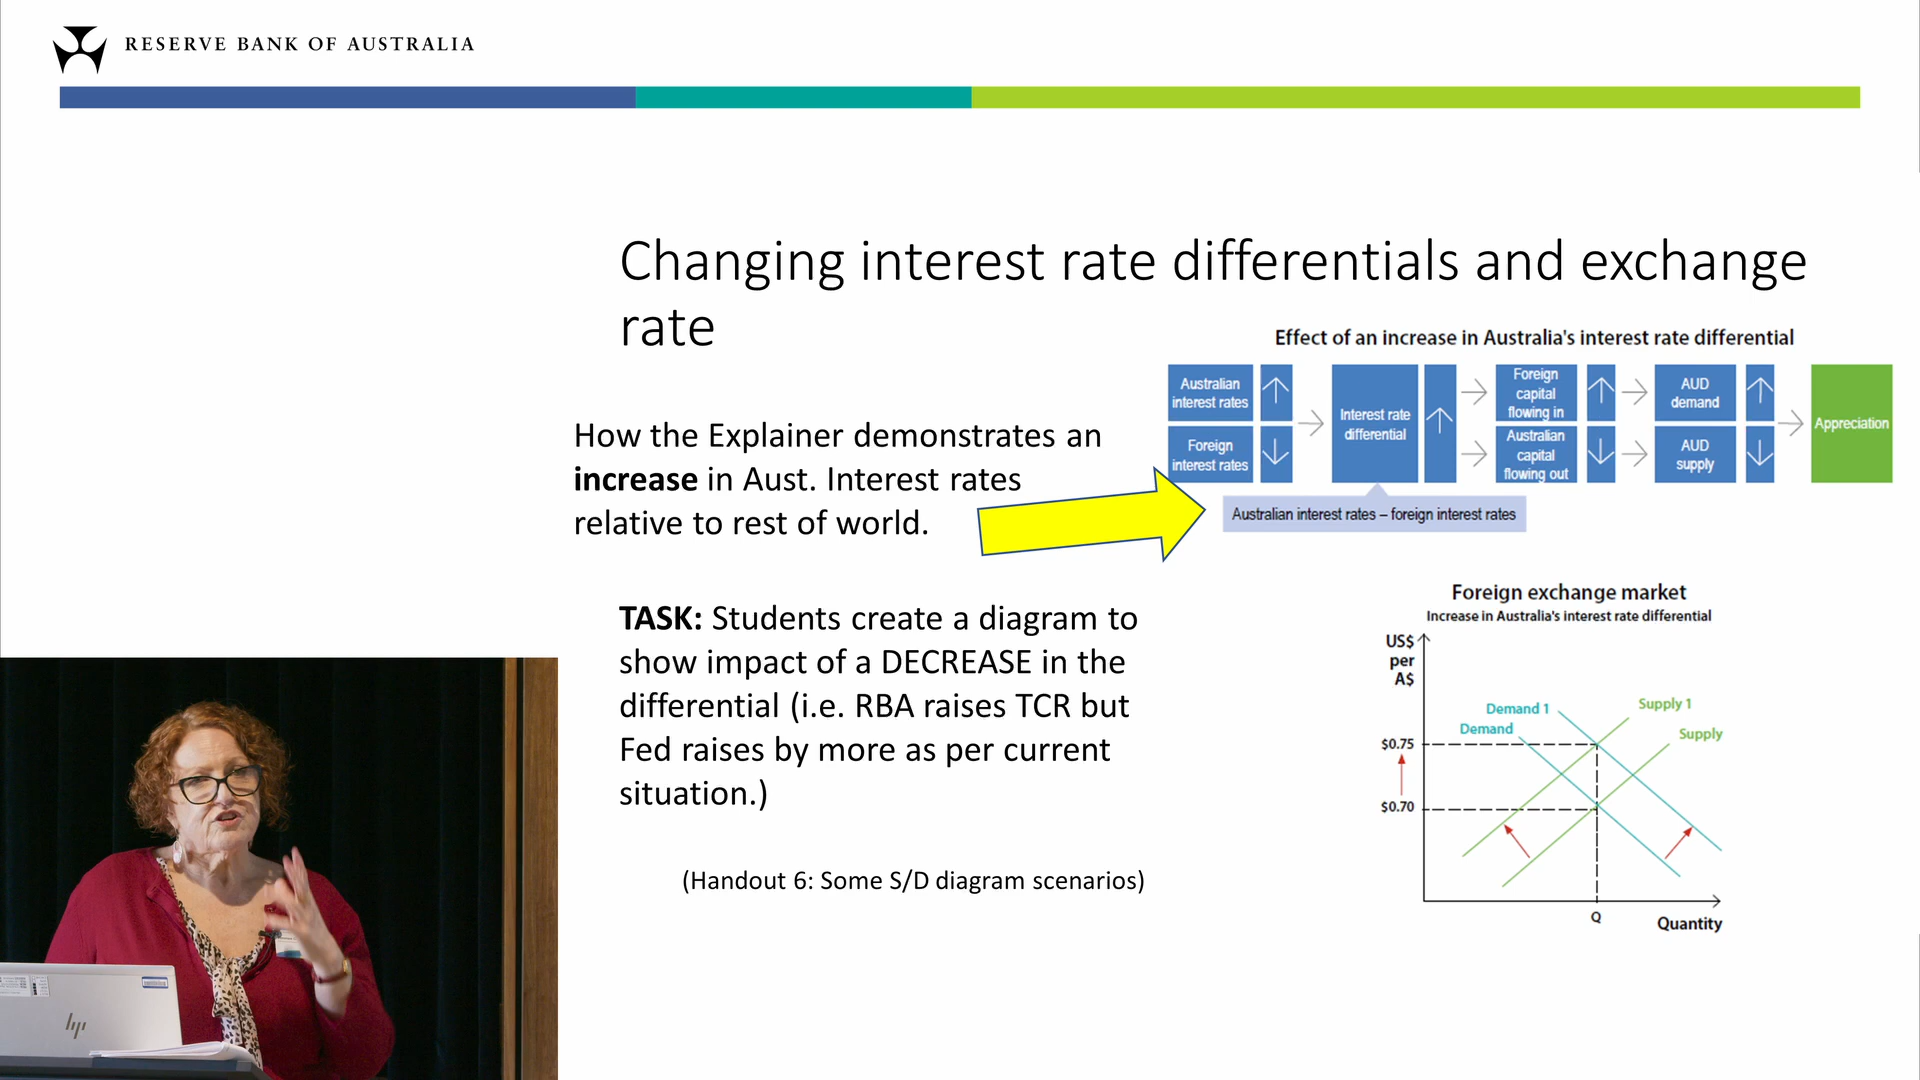 RESERVE BANK OF AUSTRALIA
Changing interest rate differentials and exchange
rate
Effect of an increase in Australia's interest rate differential
Australian
interest rates
Foreign
interest rates
Interest rate
differential
Foreign
capital
flowing in
Australian
capital
flowing out
AUD
demand
AUD
supply
Appreciation
Australian interest rates – foreign interest rates
How the Explainer demonstrates an
increase in Aust. Interest rates
relative to rest of world.
TASK: Students create a diagram to
show impact of a DECREASE in the
differential (i.e. RBA raises TCR but
Fed raises by more as per current
situation.)
(Handout 6: Some S/D diagram scenarios)
Foreign exchange market
Increase in Australia's interest rate differential
US$
per
A$
Demand 1
Demand
Supply 1
Supply
$0.75
$0.70
Q
Quantity
hp